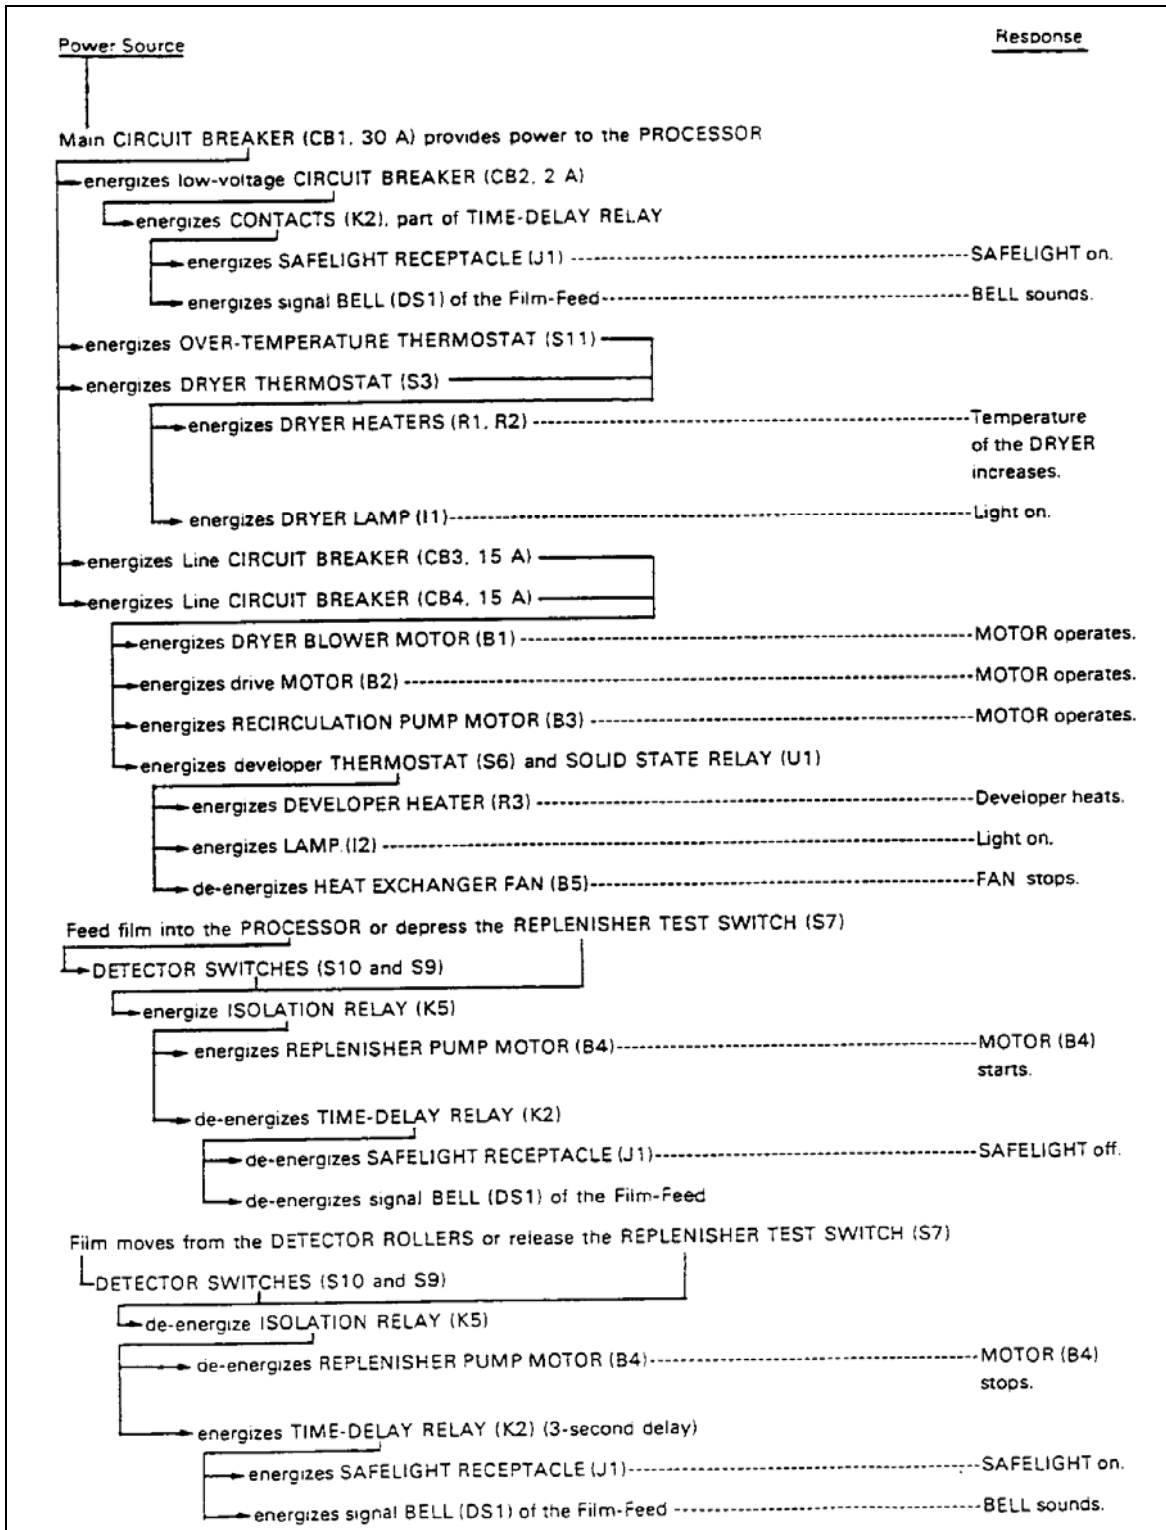 Power Source Response
Main CIRCUIT BREAKER (CB1, 30 A) provides power to the PROCESSOR
energizes low-voltage CIRCUIT BREAKER (CB2, 2 A)
energizes CONTACTS (K2), part of TIME-DELAY RELAY
energizes SAFELIGHT RECEPTACLE (J1) SAFELIGHT on.
energizes signal BELL (DS1) of the Film-Feed BELL sounds.
energizes OVER-TEMPERATURE THERMOSTAT (S11)
energizes DRYER THERMOSTAT (S3)
energizes DRYER HEATERS (R1, R2) Temperature
of the DRYER
increases.
energizes DRYER LAMP (I1) Light on.
energizes Line CIRCUIT BREAKER (CB3, 15 A)
energizes Line CIRCUIT BREAKER (CB4, 15 A)
energizes DRYER BLOWER MOTOR (B1) MOTOR operates.
energizes drive MOTOR (B2) MOTOR operates.
energizes RECIRCULATION PUMP MOTOR (B3) MOTOR operates.
energizes developer THERMOSTAT (S6) and SOLID STATE RELAY (U1)
energizes DEVELOPER HEATER (R3) Developer heats.
energizes LAMP (I2) Light on.
de-energizes HEAT EXCHANGER FAN (B5) FAN stops.
Feed film into the PROCESSOR or depress the REPLENISHER TEST SWITCH (S7)
DETECTOR SWITCHES (S10 and S9)
energize ISOLATION RELAY (K5)
energizes REPLENISHER PUMP MOTOR (B4) MOTOR (B4)
starts.
de-energizes TIME-DELAY RELAY (K2)
de-energizes SAFELIGHT RECEPTACLE (J1) SAFELIGHT off.
de-energizes signal BELL (DS1) of the Film-Feed
Film moves from the DETECTOR ROLLERS or release the REPLENISHER TEST SWITCH (S7)
DETECTOR SWITCHES (S10 and S9)
de-energize ISOLATION RELAY (K5)
de-energizes REPLENISHER PUMP MOTOR (B4) MOTOR (B4)
stops.
energizes TIME-DELAY RELAY (K2) (3-second delay)
energizes SAFELIGHT RECEPTACLE (J1) SAFELIGHT on.
energizes signal BELL (DS1) of the Film-Feed BELL sounds.